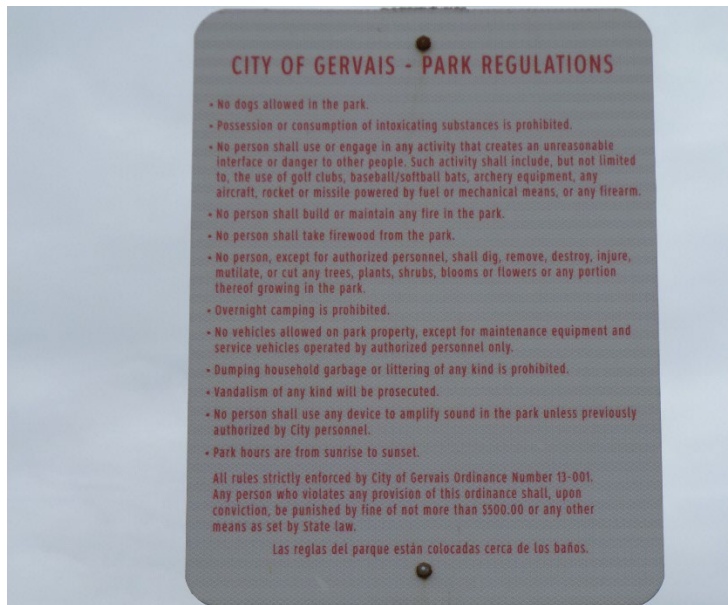 CITY OF GERVAIS - PARK REGULATIONS
• No dogs allowed in the park.
• Possession or consumption of intoxicating substances is prohibited.
• No person shall use or engage in any activity that creates an unreasonable
interface or danger to other people. Such activity shall include, but not limited
to, the use of golf clubs, baseball/softball bats, archery equipment, any
aircraft, rocket or missile powered by fuel or mechanical means, or any firearm.
• No person shall build or maintain any fire in the park.
• No person shall take firewood from the park.
• No person, except for authorized personnel, shall dig, remove, destroy, injure,
mutilate, or cut any trees, plants, shrubs, blooms or flowers or any portion
thereof growing in the park.
• Overnight camping is prohibited.
• No vehicles allowed on park property, except for maintenance equipment and
service vehicles operated by authorized personnel only.
• Dumping household garbage or littering of any kind is prohibited.
• Vandalism of any kind will be prosecuted.
• No person shall use any device to amplify sound in the park unless previously
authorized by City personnel.
• Park hours are from sunrise to sunset.
All rules strictly enforced by City of Gervais Ordinance Number 13-001.
Any person who violates any provision of this ordinance shall, upon
conviction, be punished by fine of not more than $500.00 or any other
means as set by State law.
Las reglas del parque están colocadas cerca de los baños.